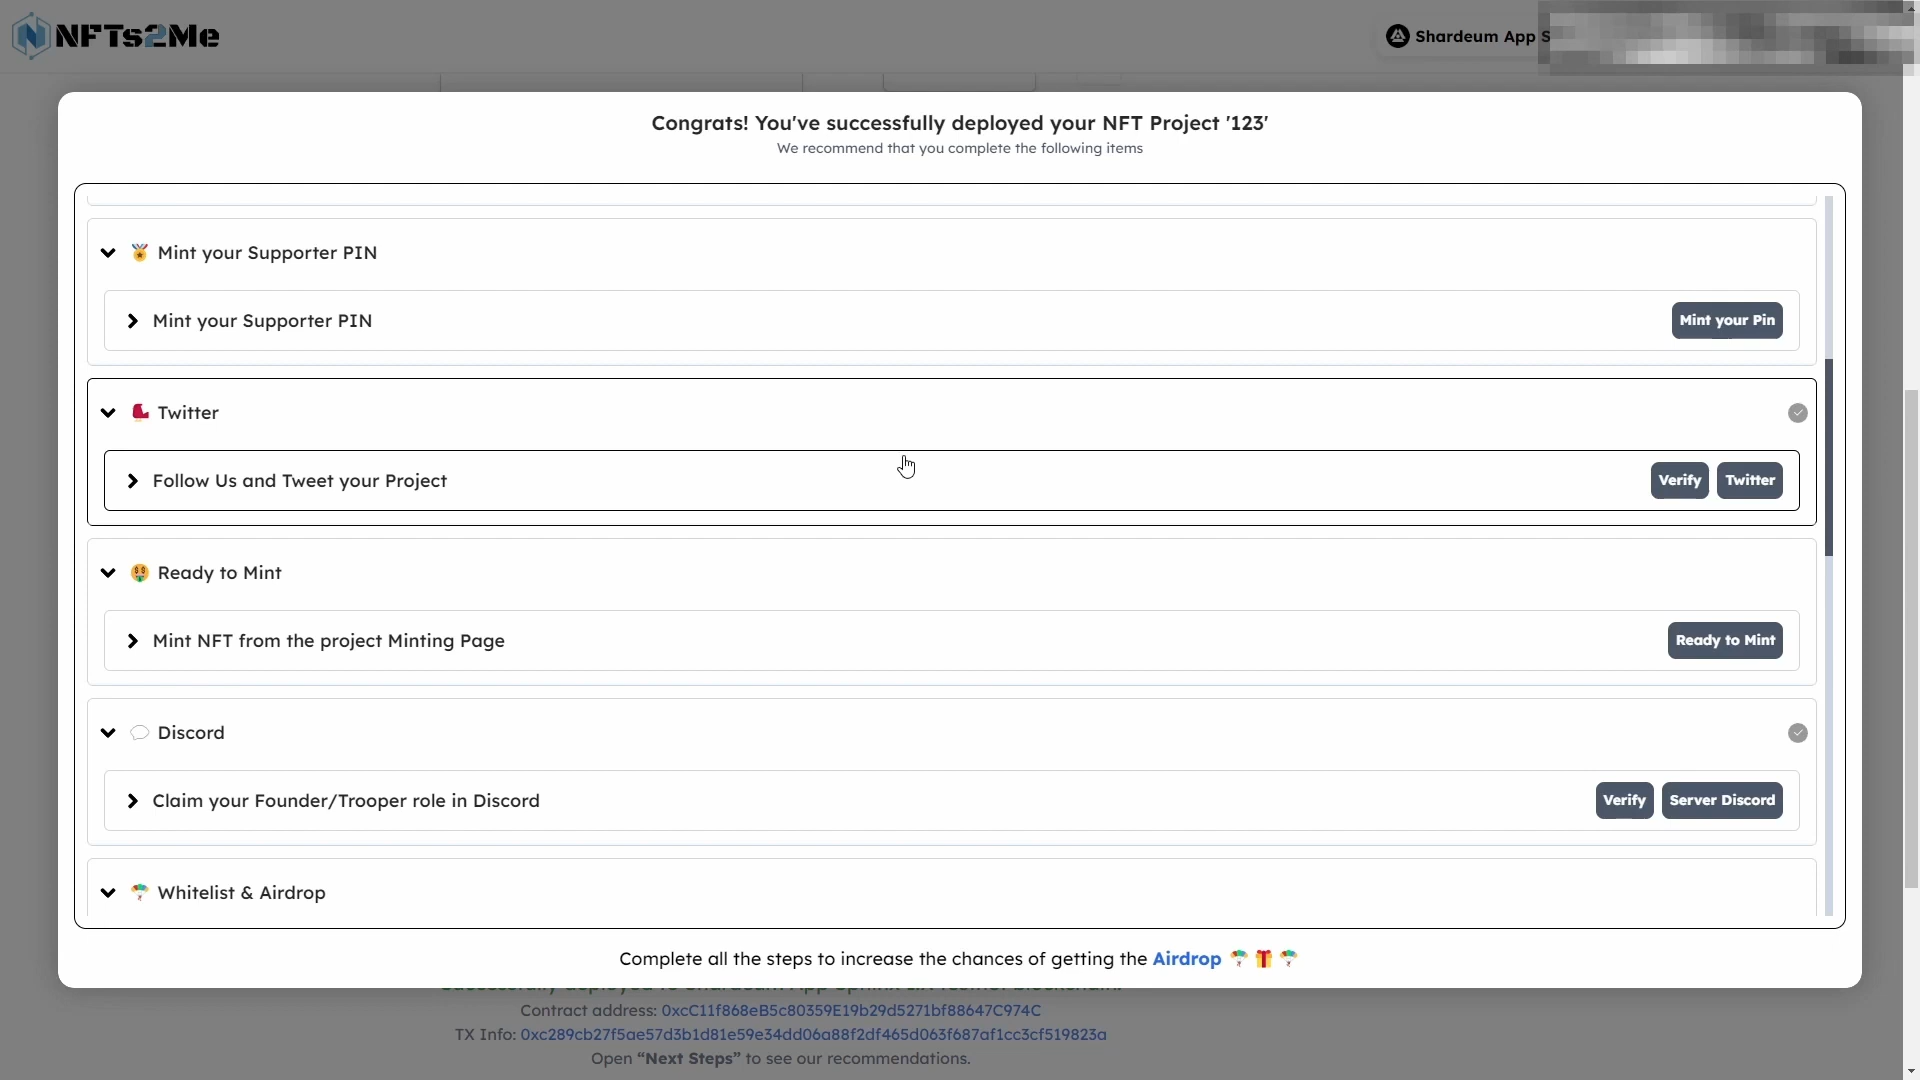 NFTs2Me
Shardeum App S
Congrats! You've successfully deployed your NFT Project '123'
We recommend that you complete the following items
Mint your Supporter PIN
Mint your Supporter PIN
Mint your Pin
Twitter
Follow Us and Tweet your Project
Verify
Twitter
Ready to Mint
Mint NFT from the project Minting Page
Ready to Mint
Discord
Claim your Founder/Trooper role in Discord
Verify
Server Discord
Whitelist & Airdrop
Complete all the steps to increase the chances of getting the Airdrop
Contract address: 0xcC11f868eB5c80359E19b29d5271bf88647C974C
TX Info: 0xc289cb27f5ae57d3b1d81e59e34dd06a88f2df465d063f687af1cc3cf519823a
Open “Next Steps” to see our recommendations.